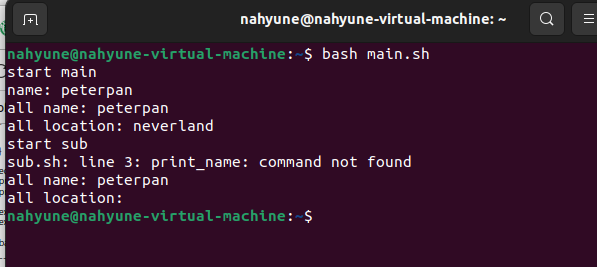 nahyune@nahyune-virtual-machine: ~
nahyune@nahyune-virtual-machine:~$ bash main.sh
start main
name: peterpan
all name: peterpan
all location: neverland
start sub
sub.sh: line 3: print_name: command not found
all name: peterpan
all location:
nahyune@nahyune-virtual-machine:~$